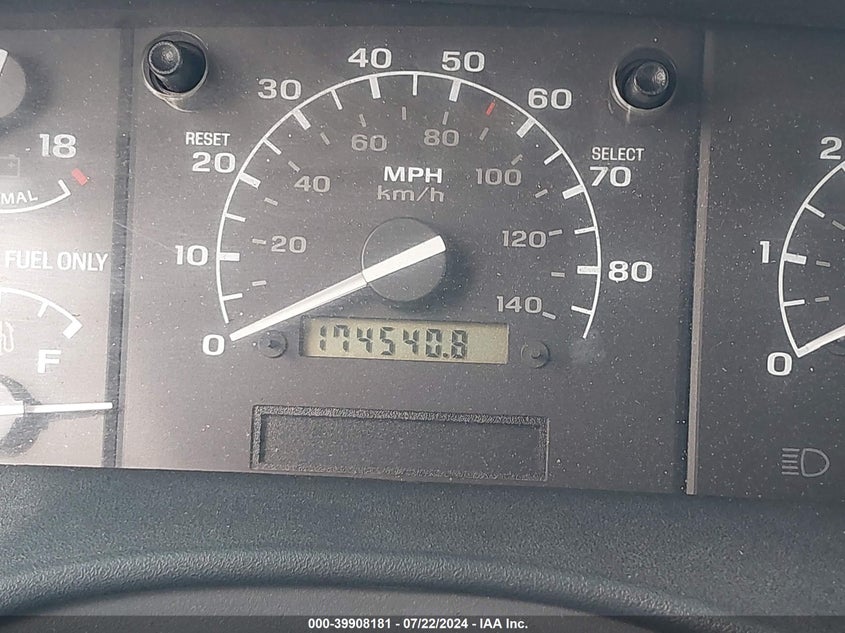 40 50
30 60
RESET 20
SELECT 70
60 80
MPH
km/h
40 100
10 20 120 80
0 140
174540.8
18
MAL
FUEL ONLY
F
2
1
0
000-39908181 - 07/22/2024 - IAA Inc.